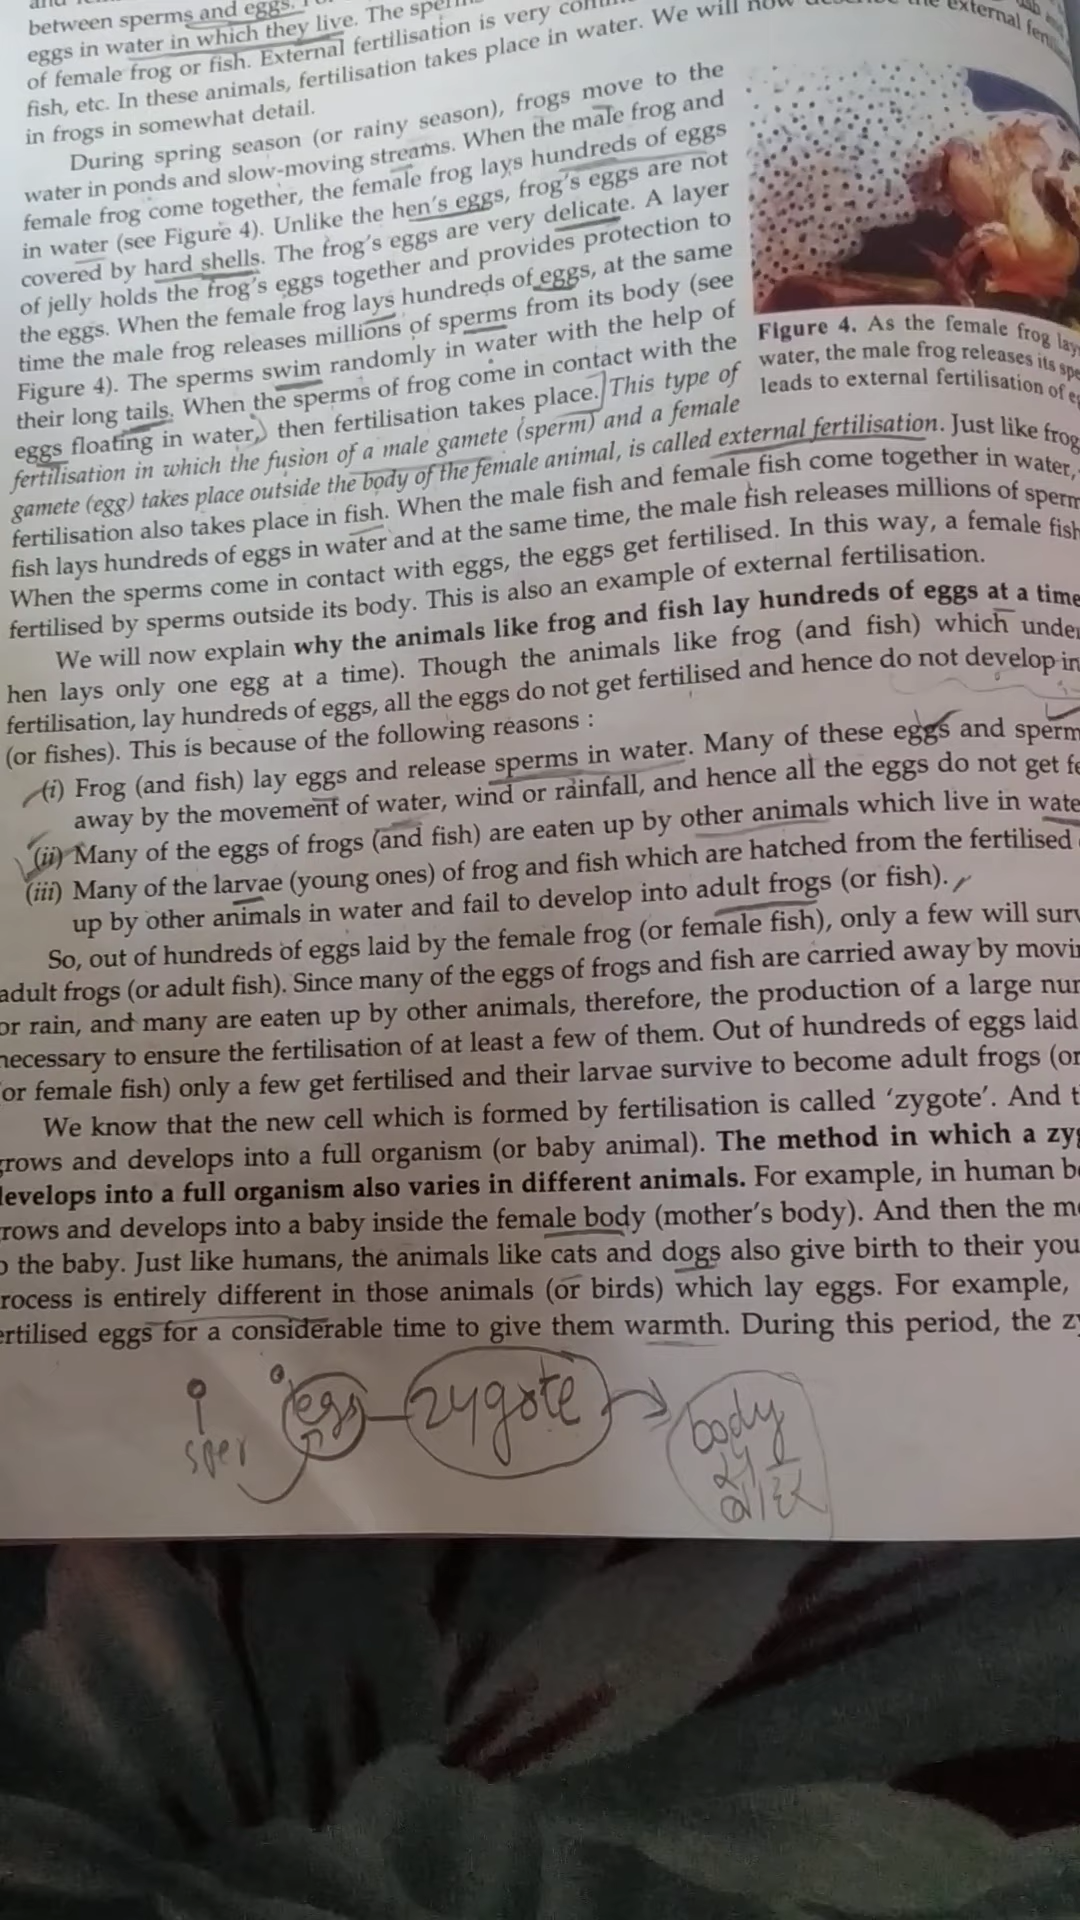 between sperms and eggs.
eggs in water in which they live. The
of female frog or fish. External fertilisation is very
fish, etc. In these animals, fertilisation takes place in water. We will now
in frogs in somewhat detail.
During spring season (or rainy season), frogs move to the
water in ponds and slow-moving streams. When the male frog and
female frog come together, the female frog lays hundreds of eggs
in water (see Figure 4). Unlike the hen's eggs, frog's eggs are not
covered by hard shells. The frog's eggs are very delicate. A layer
of jelly holds the frog's eggs together and provides protection to
the eggs. When the female frog lays hundreds of eggs, at the same
time the male frog releases millions of sperms from its body (see
Figure 4). The sperms swim randomly in water with the help of
their long tails. When the sperms of frog come in contact with the
eggs floating in water, then fertilisation takes place. This type of
fertilisation in which the fusion of a male gamete (sperm) and a female
gamete (egg) takes place outside the body of the female animal, is called external fertilisation. Just like frog
fertilisation also takes place in fish. When the male fish and female fish come together in water,
fish lays hundreds of eggs in water and at the same time, the male fish releases millions of sperm
When the sperms come in contact with eggs, the eggs get fertilised. In this way, a female fish
fertilised by sperms outside its body. This is also an example of external fertilisation.
We will now explain why the animals like frog and fish lay hundreds of eggs at a time
hen lays only one egg at a time). Though the animals like frog (and fish) which under
fertilisation, lay hundreds of eggs, all the eggs do not get fertilised and hence do not develop in
(or fishes). This is because of the following reasons :
(i) Frog (and fish) lay eggs and release sperms in water. Many of these eggs and sperm
away by the movement of water, wind or rainfall, and hence all the eggs do not get fe
(ii) Many of the eggs of frogs (and fish) are eaten up by other animals which live in wate
(iii) Many of the larvae (young ones) of frog and fish which are hatched from the fertilised
up by other animals in water and fail to develop into adult frogs (or fish).
So, out of hundreds of eggs laid by the female frog (or female fish), only a few will surv
adult frogs (or adult fish). Since many of the eggs of frogs and fish are carried away by movin
or rain, and many are eaten up by other animals, therefore, the production of a large num
necessary to ensure the fertilisation of at least a few of them. Out of hundreds of eggs laid
or female fish) only a few get fertilised and their larvae survive to become adult frogs (or
We know that the new cell which is formed by fertilisation is called 'zygote'. And t
grows and develops into a full organism (or baby animal). The method in which a zyg
develops into a full organism also varies in different animals. For example, in human be
rows and develops into a baby inside the female body (mother's body). And then the mo
o the baby. Just like humans, the animals like cats and dogs also give birth to their you
rocess is entirely different in those animals (or birds) which lay eggs. For example,
ertilised eggs for a considerable time to give them warmth. During this period, the zy
external
Figure 4. As the female frog lay
water, the male frog releases its spe
leads to external fertilisation of eg
sper egg zygote body